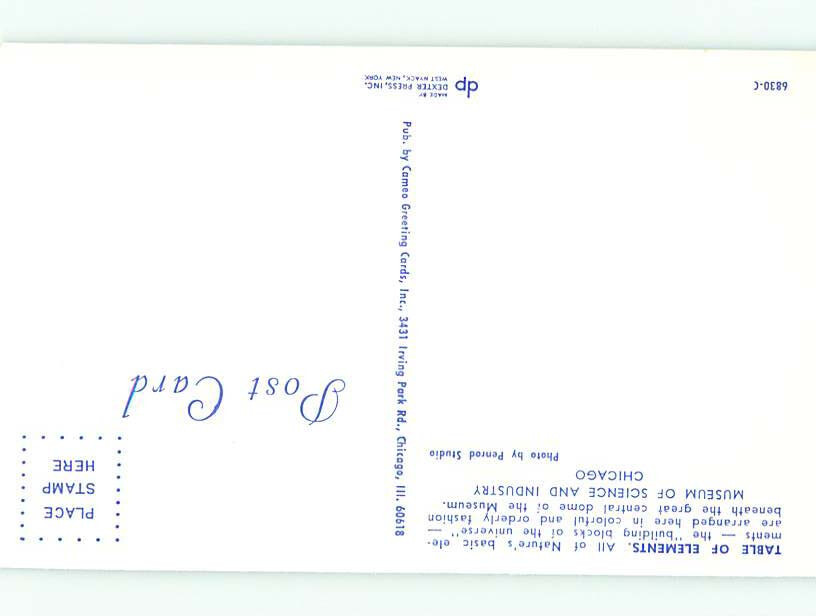 TABLE OF ELEMENTS. All of Nature's basic ele-
ments — the "building blocks of the universe" —
are arranged here in colorful and orderly fashion
beneath the great central dome of the Museum.
MUSEUM OF SCIENCE AND INDUSTRY
CHICAGO
Photo by Penrod Studio
PLACE
STAMP
HERE
Post Card
Pub. by Cameo Greeting Cards, Inc., 3431 Irving Park Rd., Chicago, Ill. 60618
6830-C
dp
MADE BY
DEXTER PRESS, INC.
WEST NYACK, NEW YORK